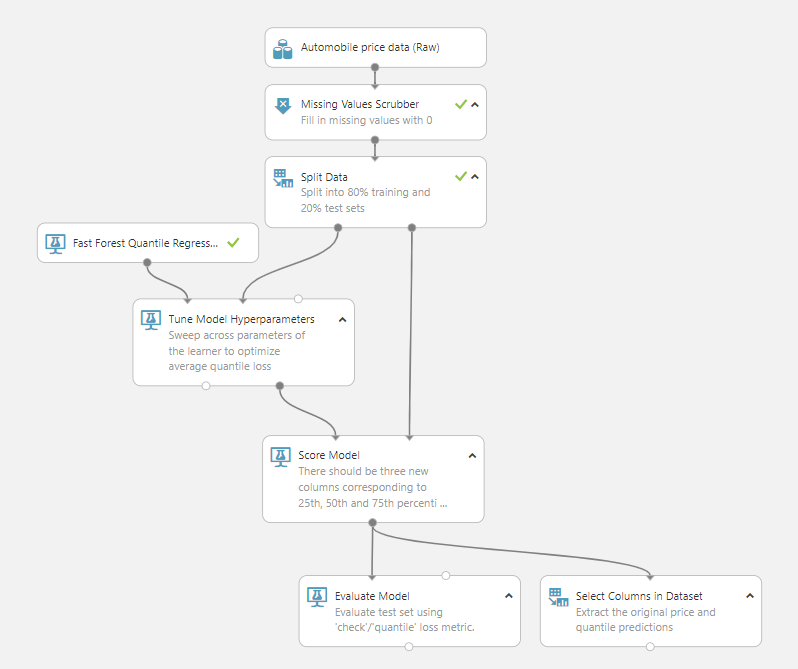 Automobile price data (Raw)
Missing Values Scrubber
Fill in missing values with 0
Split Data
Split into 80% training and
20% test sets
Fast Forest Quantile Regress...
Tune Model Hyperparameters
Sweep across parameters of
the learner to optimize
average quantile loss
Score Model
There should be three new
columns corresponding to
25th, 50th and 75th percenti ...
Evaluate Model
Evaluate test set using
'check'/'quantile' loss metric.
Select Columns in Dataset
Extract the original price and
quantile predictions